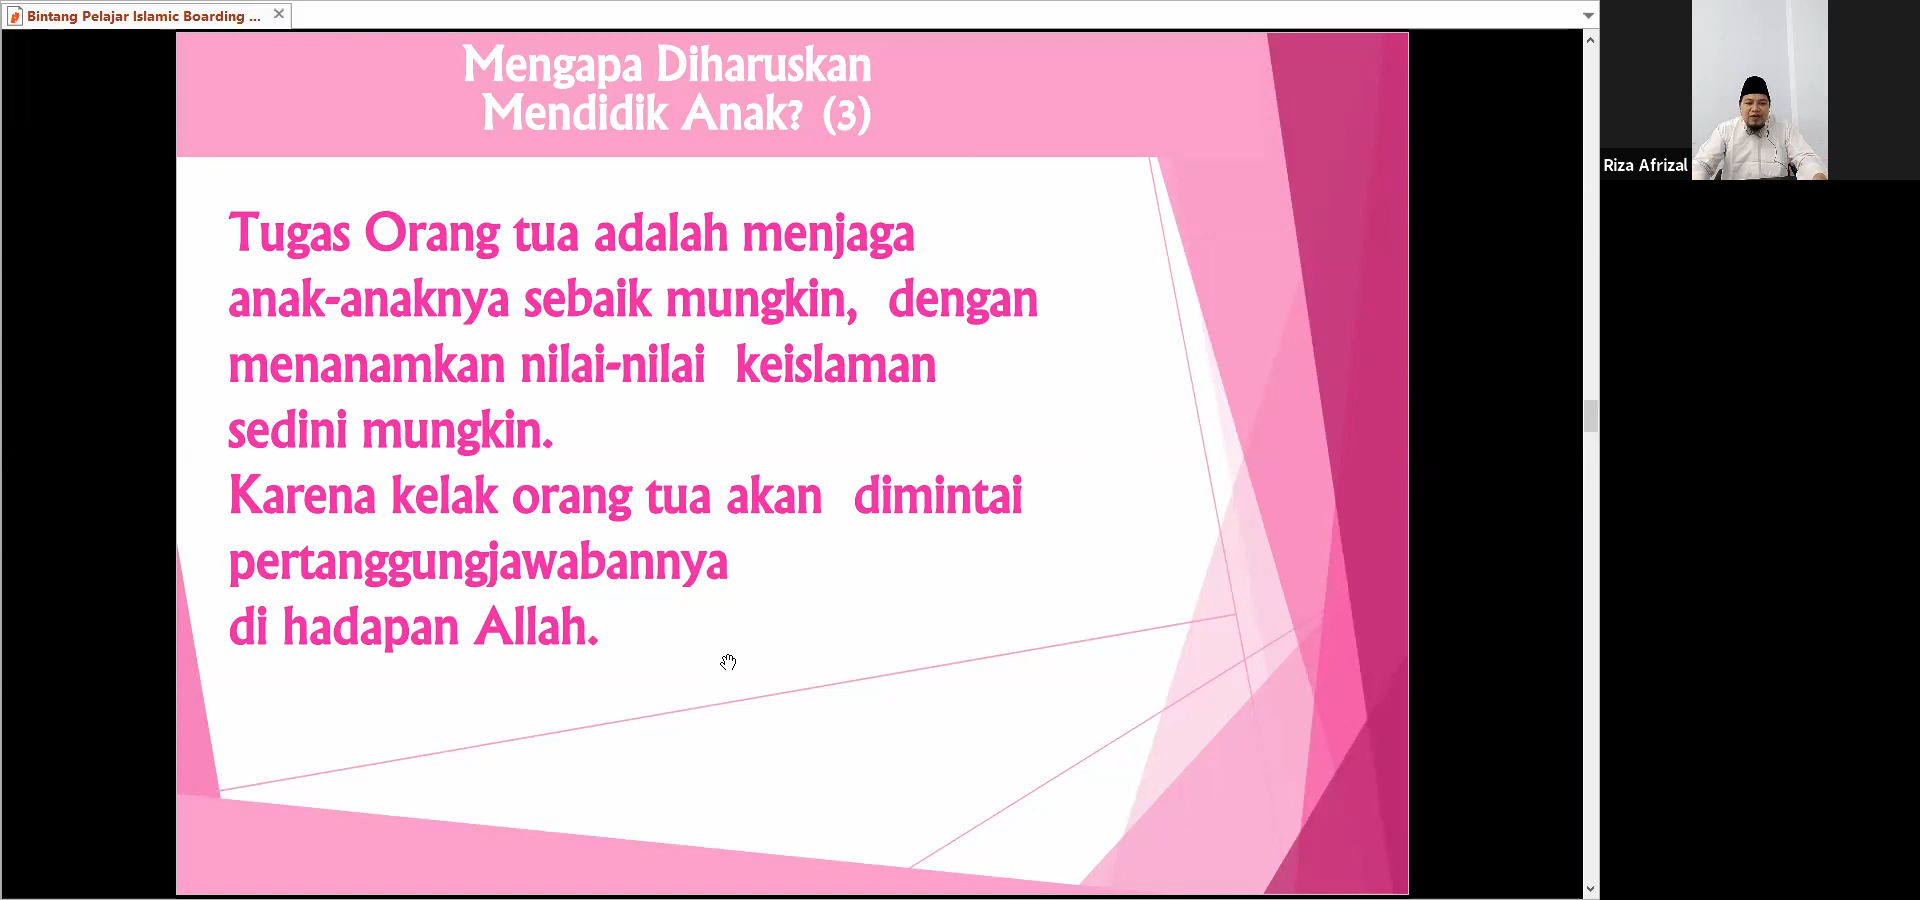 Bintang Pelajar Islamic Boarding ...
Mengapa Diharuskan
Mendidik Anak? (3)
Tugas Orang tua adalah menjaga
anak-anaknya sebaik mungkin, dengan
menanamkan nilai-nilai keislaman
sedini mungkin.
Karena kelak orang tua akan dimintai
pertanggungjawabannya
di hadapan Allah.
Riza Afrizal